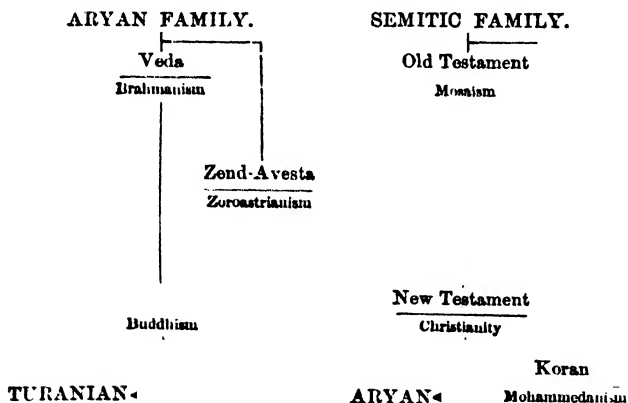 ARYAN FAMILY. SEMITIC FAMILY.
Veda Old Testament
Brahmanism Mosaism
Zend-Avesta
Zoroastrianism
New Testament
Buddhism Christianity
Koran
TURANIAN ARYAN Mohammedanism